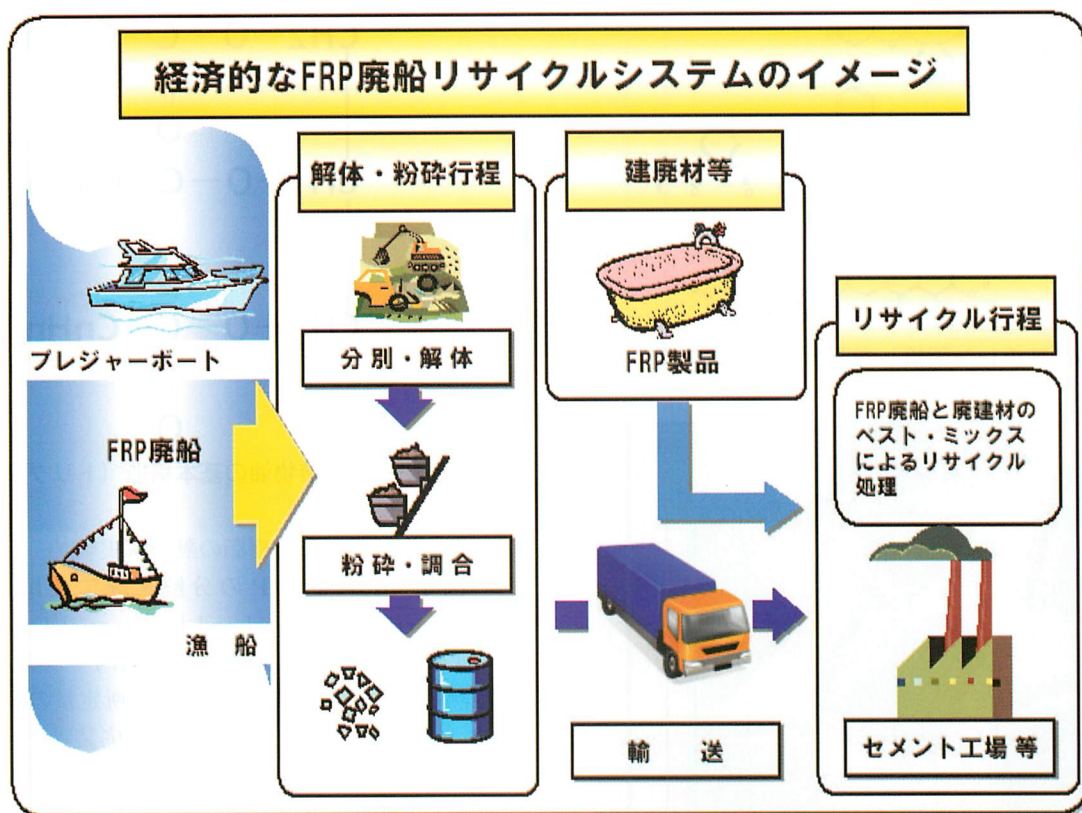 経済的なFRP廃船リサイクルシステムのイメージ
プレジャーボート
FRP廃船
漁 船
解体・粉砕行程
分別・解体
粉砕・調合
建廃材等
FRP製品
輸 送
リサイクル行程
FRP廃船と廃建材の
ベスト・ミックス
によるリサイクル
処理
セメント工場等